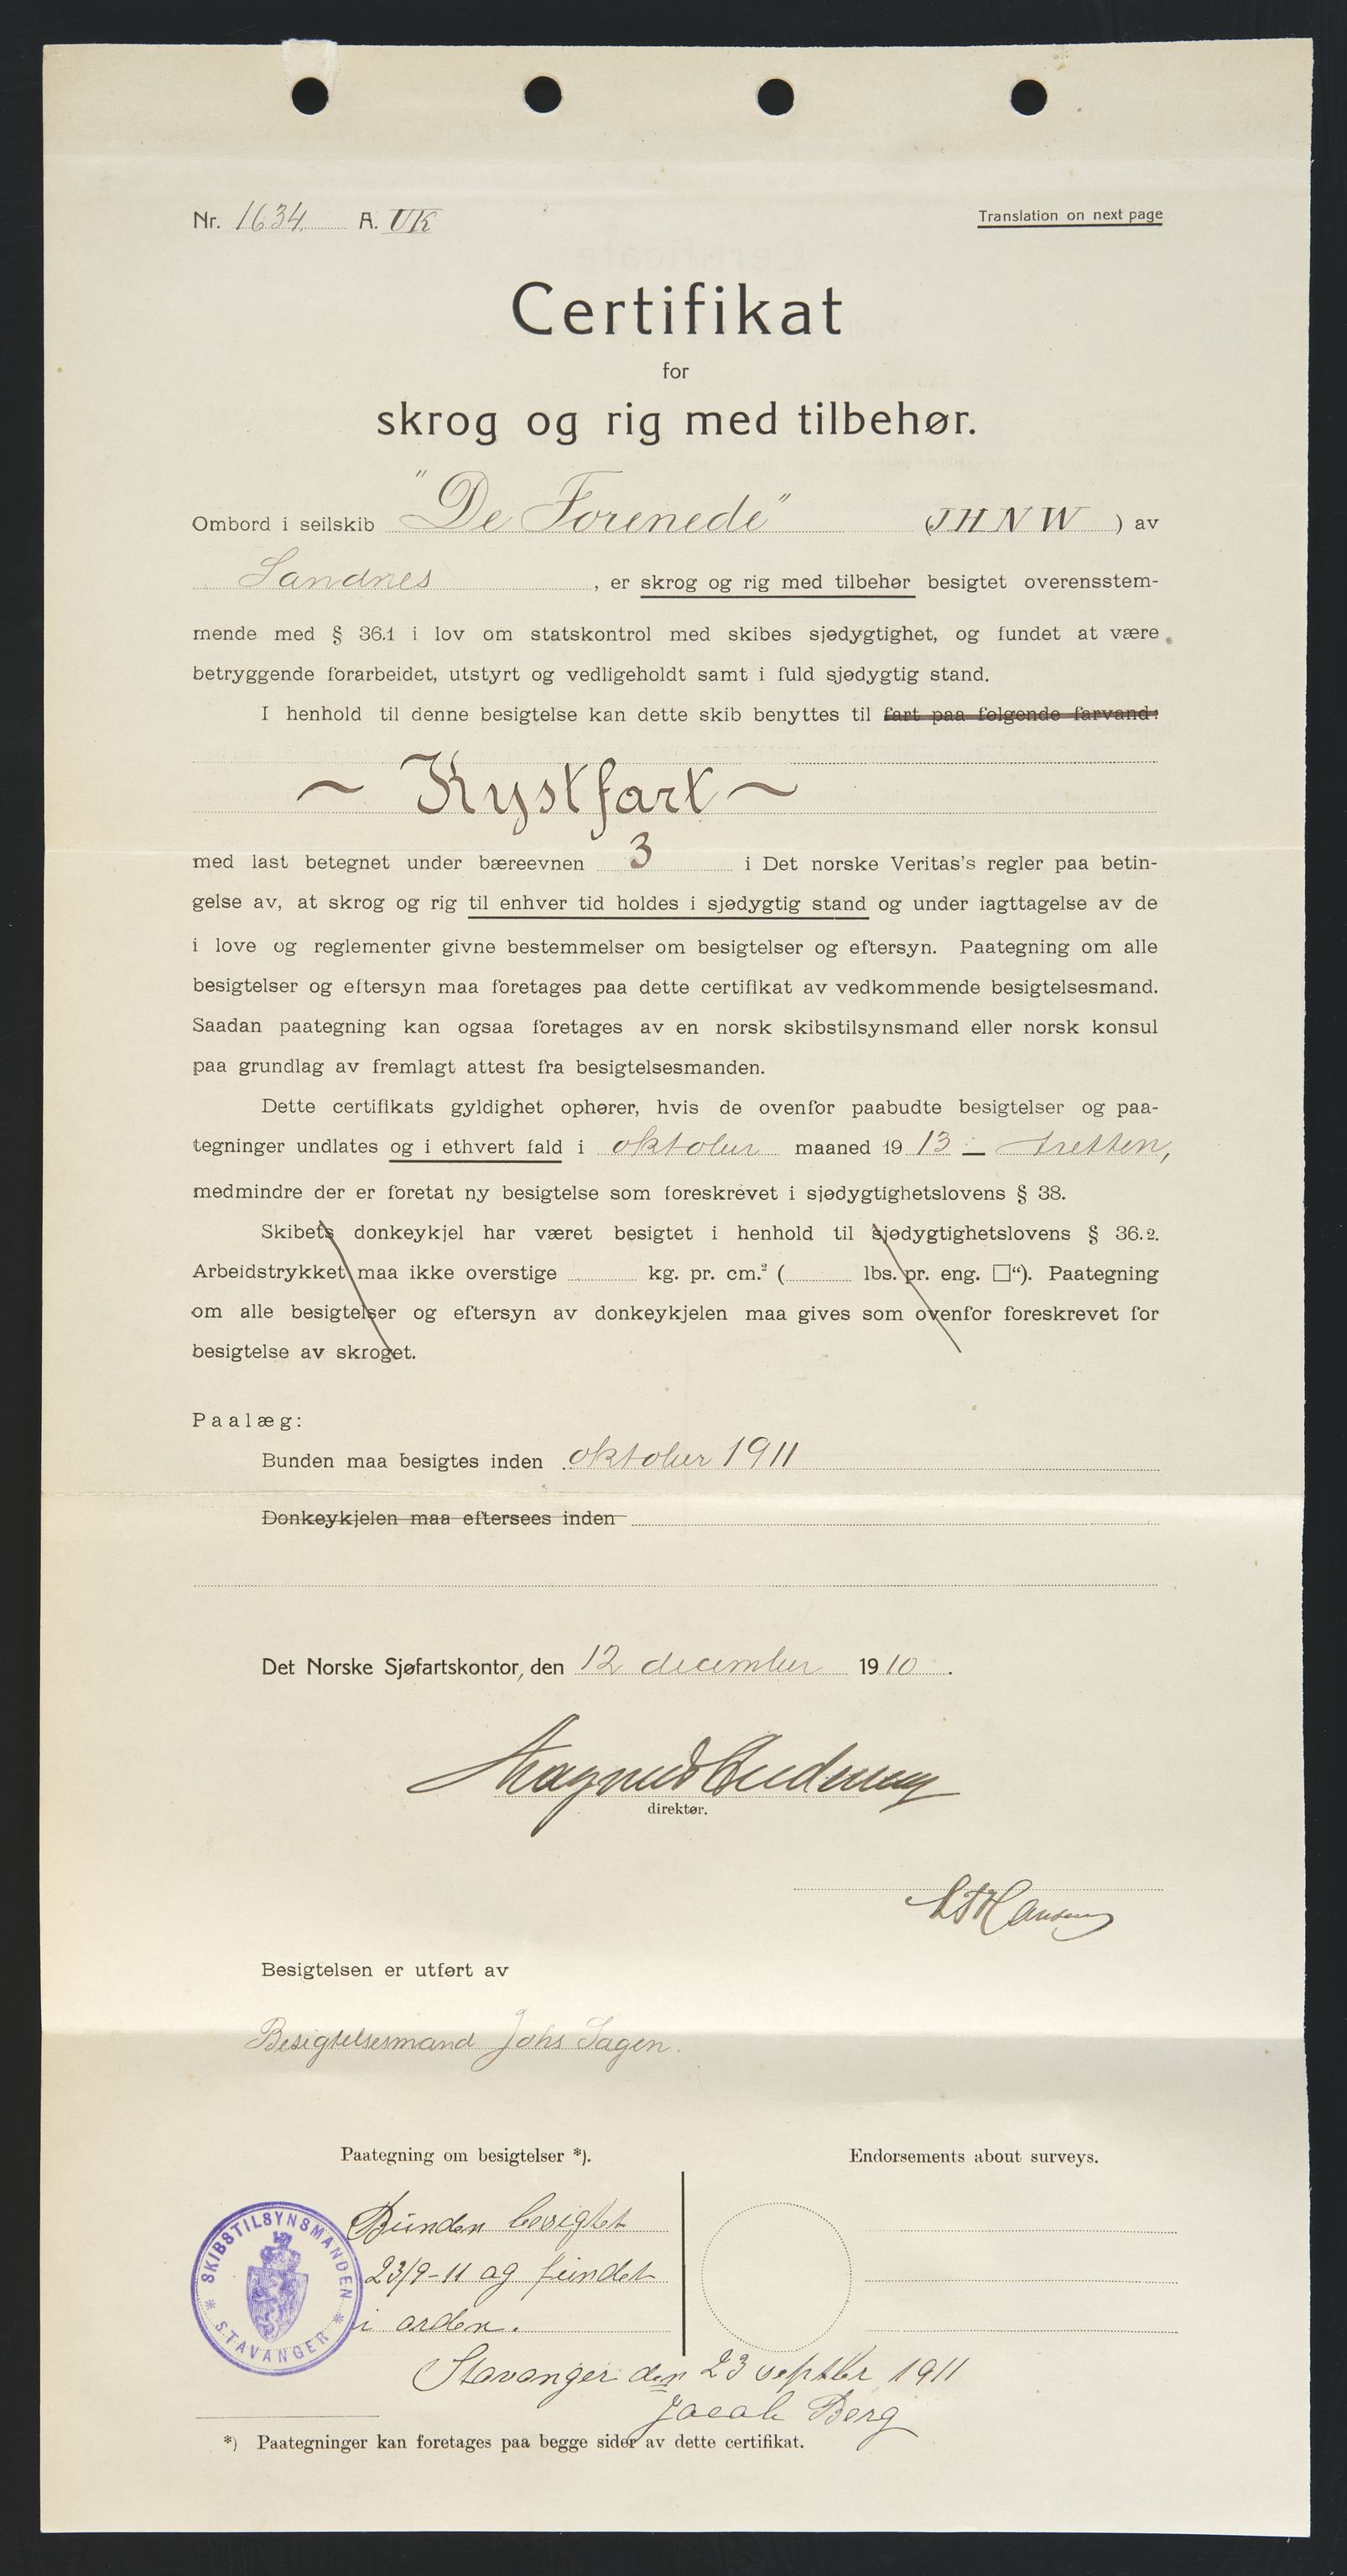 Nr. 1634. A. UK
Translation on next page
Certifikat
for
skrog og rig med tilbehør.
Ombord i seilskib "De Forenede" (JHNW) av
Sandnes, er skrog og rig med tilbehør besigtet overensstem-
mende med § 36.1 i lov om statskontrol med skibes sjødygtighet, og fundet at være
betryggende forarbeidet, utstyrt og vedligeholdt samt i fuld sjødygtig stand.
I henhold til denne besigtelse kan dette skib benyttes til fart paa følgende farvand:
~ Kystfart ~
med last betegnet under bæreevnen 3 i Det norske Veritas's regler paa betin-
gelse av, at skrog og rig til enhver tid holdes i sjødygtig stand og under iagttagelse av de
i love og reglementer givne bestemmelser om besigtelser og eftersyn. Paategning om alle
besigtelser og eftersyn maa foretages paa dette certifikat av vedkommende besigtelsesmand.
Saadan paategning kan ogsaa foretages av en norsk skibstilsynsmand eller norsk konsul
paa grundlag av fremlagt attest fra besigtelsesmanden.
Dette certifikats gyldighet ophører, hvis de ovenfor paabudte besigtelser og paa-
tegninger undlates og i ethvert fald i oktober maaned 1913 – tretten,
medmindre der er foretat ny besigtelse som foreskrevet i sjødygtighetslovens § 38.
Skibets donkeykjel har været besigtet i henhold til sjødygtighetslovens § 36.2.
Arbeidstrykket maa ikke overstige kg. pr. cm.² ( lbs. pr. eng. □“). Paategning
om alle besigtelser og eftersyn av donkeykjelen maa gives som ovenfor foreskrevet for
besigtelse av skroget.
Paalæg:
Bunden maa besigtes inden oktober 1911
Donkeykjelen maa eftersees inden
Det Norske Sjøfartskontor, den 12 december 1910.
direktør.
Hansen
Besigtelsen er utført av
Besigtelsesmand Johs Sagen.
Paategning om besigtelser *).
Endorsements about surveys.
SKIBSTILSYNSMANDEN
* STAVANGER *
Bunden besigtet
23/9-11 og fundet
i orden.
Stavanger den 23 septbr 1911
Jacob Berg
*) Paategninger kan foretages paa begge sider av dette certifikat.